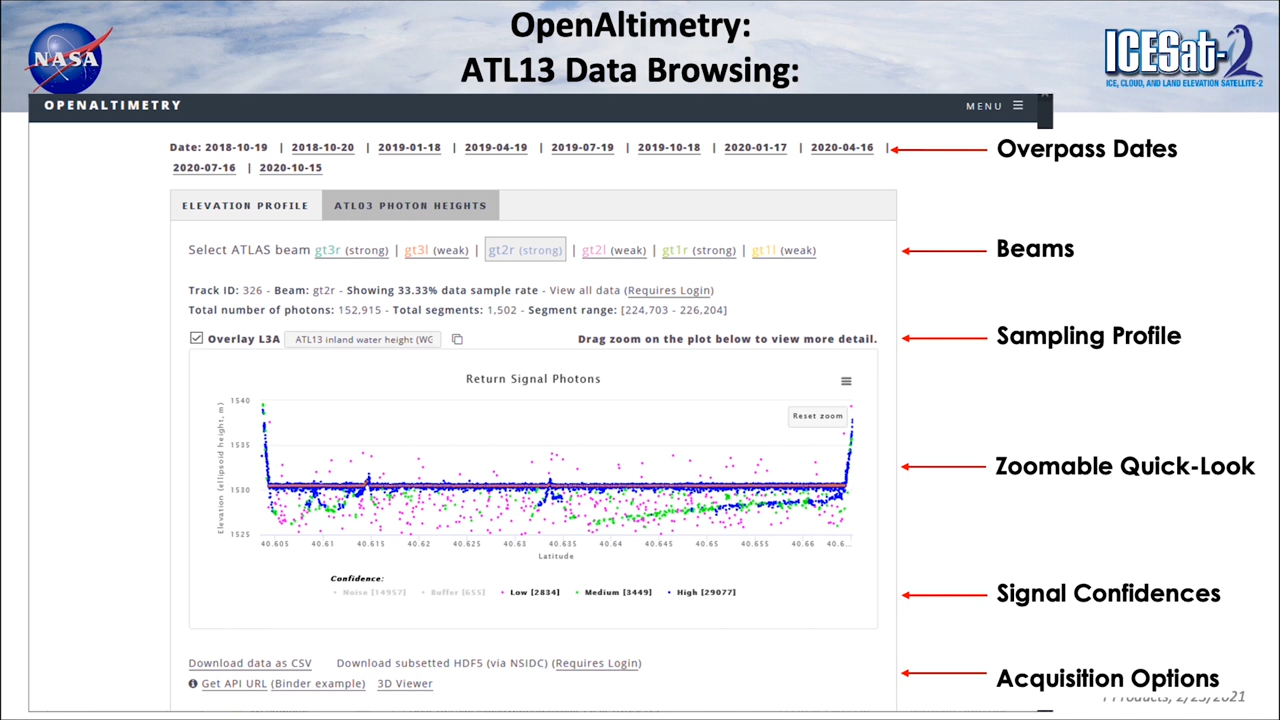 OpenAltimetry:
ATL13 Data Browsing:
NASA
ICESat-2
ICE, CLOUD, AND LAND ELEVATION SATELLITE-2
OPENALTIMETRY
MENU
Date: 2018-10-19 | 2018-10-20 | 2019-01-18 | 2019-04-19 | 2019-07-19 | 2019-10-18 | 2020-01-17 | 2020-04-16 |
2020-07-16 | 2020-10-15
Overpass Dates
ELEVATION PROFILE ATL03 PHOTON HEIGHTS
Select ATLAS beam gt3r (strong) | gt3l (weak) | gt2r (strong) | gt2l (weak) | gt1r (strong) | gt1l (weak)
Beams
Track ID: 326 - Beam: gt2r - Showing 33.33% data sample rate - View all data (Requires Login)
Total number of photons: 152,915 - Total segments: 1,502 - Segment range: [224,703 - 226,204]
Overlay L3A ATL13 inland water height (WG Drag zoom on the plot below to view more detail.
Sampling Profile
Return Signal Photons
Reset zoom
Elevation (ellipsoid height, m)
1540
1535
1530
1525
40.605 40.61 40.615 40.62 40.625 40.63 40.635 40.64 40.645 40.65 40.655 40.66 40.6...
Latitude
Zoomable Quick-Look
Confidence:
Noise [14957] Buffer [655] Low [2834] Medium [3449] High [29077]
Signal Confidences
Download data as CSV Download subsetted HDF5 (via NSIDC) (Requires Login)
Get API URL (Binder example) 3D Viewer
Acquisition Options
Products, 2/23/2021